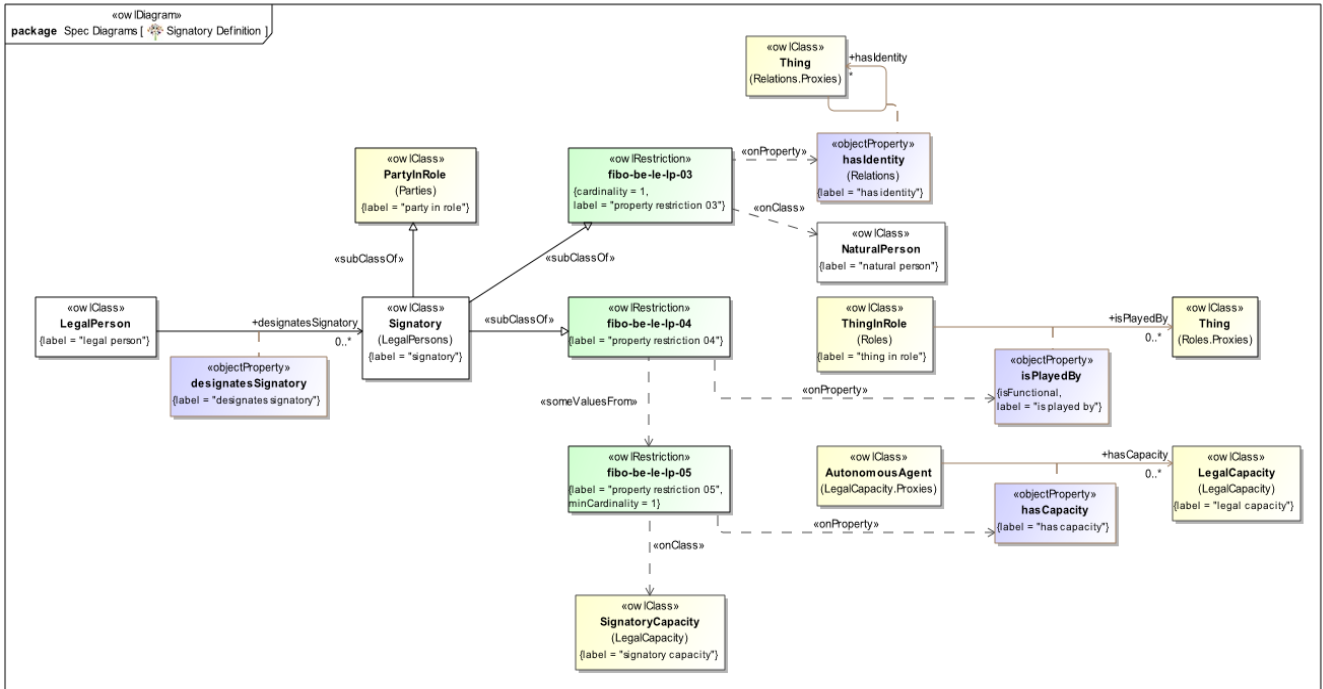 «owlDiagram»
package Spec Diagrams [ Signatory Definition ]
«owlClass»
Thing
(Relations.Proxies)
+hasIdentity
*
«objectProperty»
hasIdentity
(Relations)
{label = "has identity"}
«onProperty»
«onClass»
«owlClass»
NaturalPerson
{label = "natural person"}
«owlClass»
PartyInRole
(Parties)
{label = "party in role"}
«owlRestriction»
fibo-be-le-lp-03
{cardinality = 1,
label = "property restriction 03"}
«subClassOf»
«subClassOf»
«owlClass»
LegalPerson
{label = "legal person"}
+designatesSignatory
0..*
«objectProperty»
designatesSignatory
{label = "designates signatory"}
«owlClass»
Signatory
(LegalPersons)
{label = "signatory"}
«subClassOf»
«owlRestriction»
fibo-be-le-lp-04
{label = "property restriction 04"}
«owlClass»
ThingInRole
(Roles)
{label = "thing in role"}
+isPlayedBy
0..*
«owlClass»
Thing
(Roles.Proxies)
«objectProperty»
isPlayedBy
{isFunctional,
label = "is played by"}
«onProperty»
«someValuesFrom»
«owlRestriction»
fibo-be-le-lp-05
{label = "property restriction 05",
minCardinality = 1}
«owlClass»
AutonomousAgent
(LegalCapacity.Proxies)
+hasCapacity
0..*
«owlClass»
LegalCapacity
(LegalCapacity)
{label = "legal capacity"}
«objectProperty»
hasCapacity
{label = "has capacity"}
«onProperty»
«onClass»
«owlClass»
SignatoryCapacity
(LegalCapacity)
{label = "signatory capacity"}